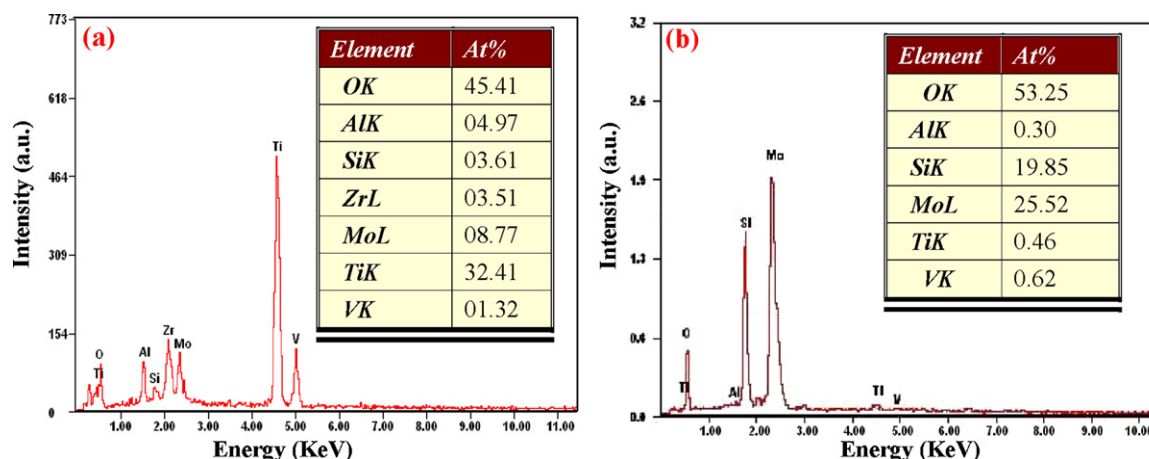 (a)
773
618
464
309
154
0
Intensity (a.u.)
Element At%
OK 45.41
AlK 04.97
SiK 03.61
ZrL 03.51
MoL 08.77
TiK 32.41
VK 01.32
O
Ti
Al
Si
Zr
Mo
Ti
V
1.00 2.00 3.00 4.00 5.00 6.00 7.00 8.00 9.00 10.00 11.00
Energy (KeV)
(b)
3.2
2.6
1.9
1.3
0.6
0.0
Intensity (a.u.)
Element At%
OK 53.25
AlK 0.30
SiK 19.85
MoL 25.52
TiK 0.46
VK 0.62
O
Ti
Al
Si
Mo
Ti
V
1.00 2.00 3.00 4.00 5.00 6.00 7.00 8.00 9.00 10.00
Energy (KeV)